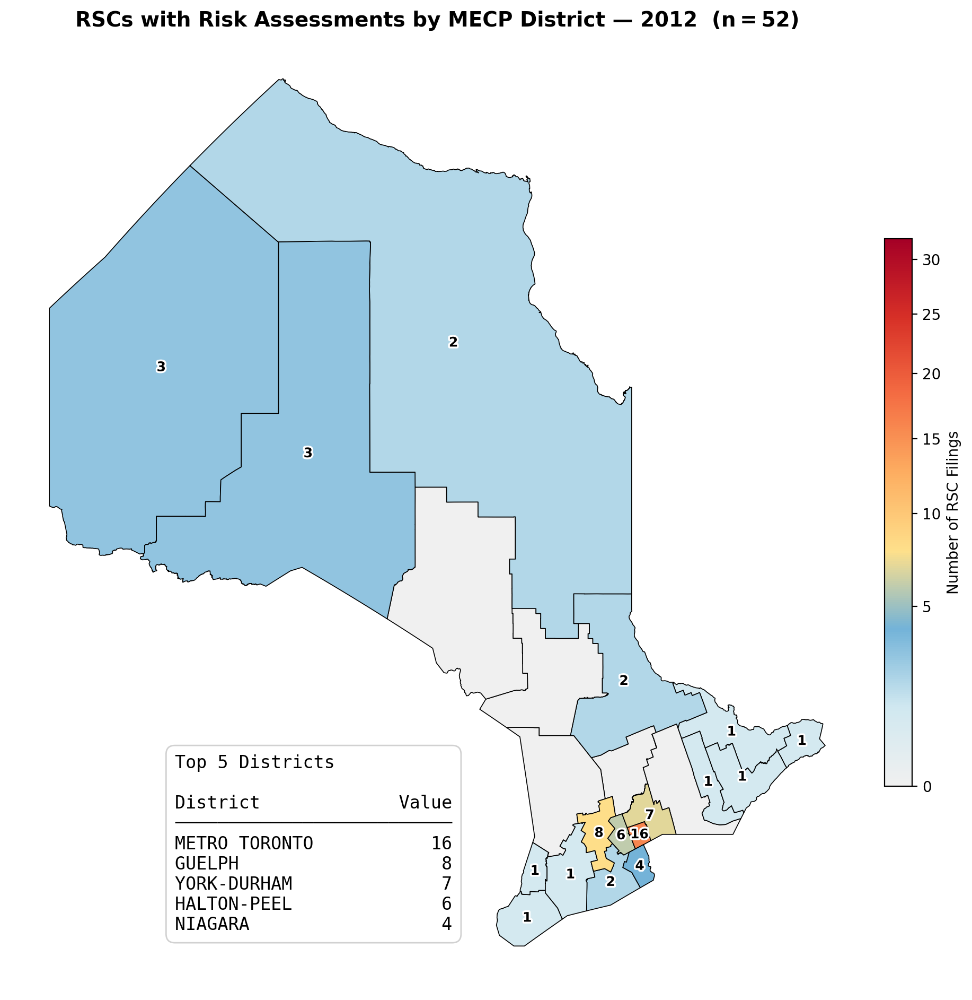 RSCs with Risk Assessments by MECP District — 2012 (n = 52)
2
3
3
2
1
1
1
1
7
8
6
16
4
1
1
2
1
30
25
20
15
10
5
0
Number of RSC Filings
Top 5 Districts
District Value
METRO TORONTO 16
GUELPH 8
YORK-DURHAM 7
HALTON-PEEL 6
NIAGARA 4